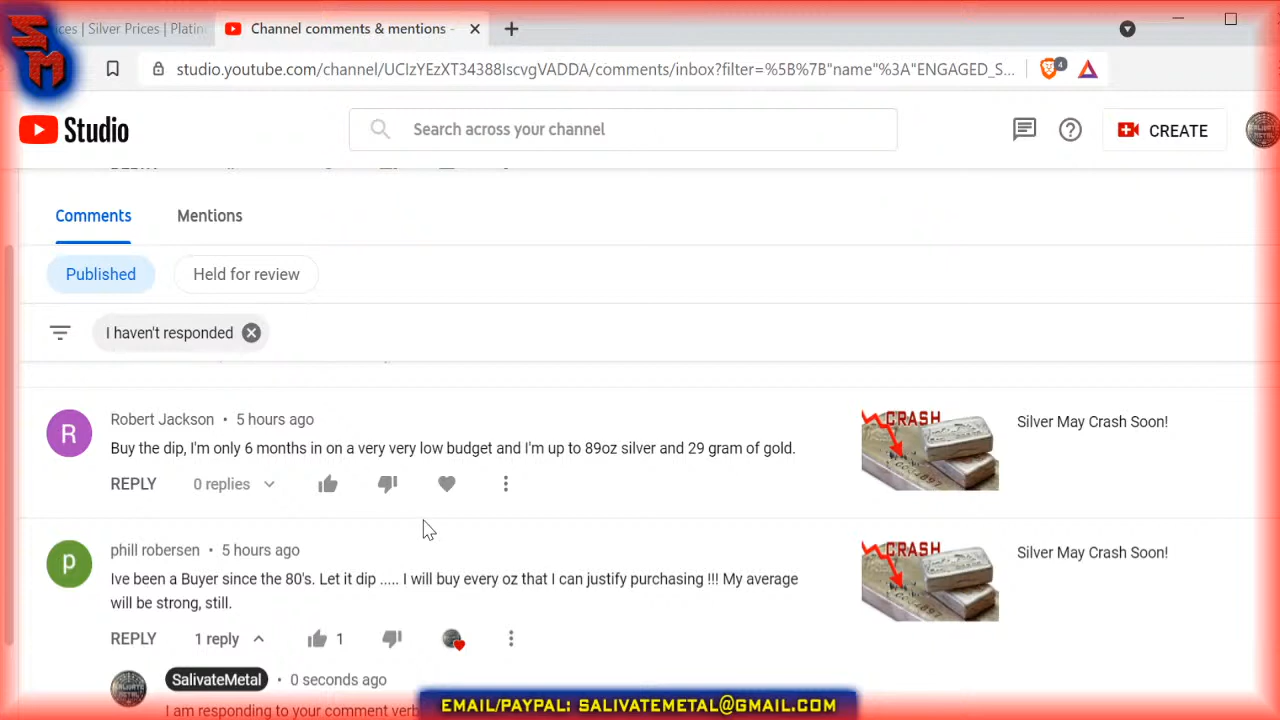 SM
ices | Silver Prices | Platin
Channel comments & mentions -
studio.youtube.com/channel/UCIzYEzXT34388IscvgVADDA/comments/inbox?filter=%5B%7B"name"%3A"ENGAGED_S...
4
Studio
Search across your channel
CREATE
Comments
Mentions
Published
Held for review
I haven't responded
R
Robert Jackson • 5 hours ago
Buy the dip, I'm only 6 months in on a very very low budget and I'm up to 89oz silver and 29 gram of gold.
REPLY
0 replies
CRASH
Silver May Crash Soon!
p
phill robersen • 5 hours ago
Ive been a Buyer since the 80's. Let it dip ..... I will buy every oz that I can justify purchasing !!! My average
will be strong, still.
REPLY
1 reply
1
CRASH
Silver May Crash Soon!
SalivateMetal • 0 seconds ago
I am responding to your comment verb
EMAIL/PAYPAL: SALIVATEMETAL@GMAIL.COM